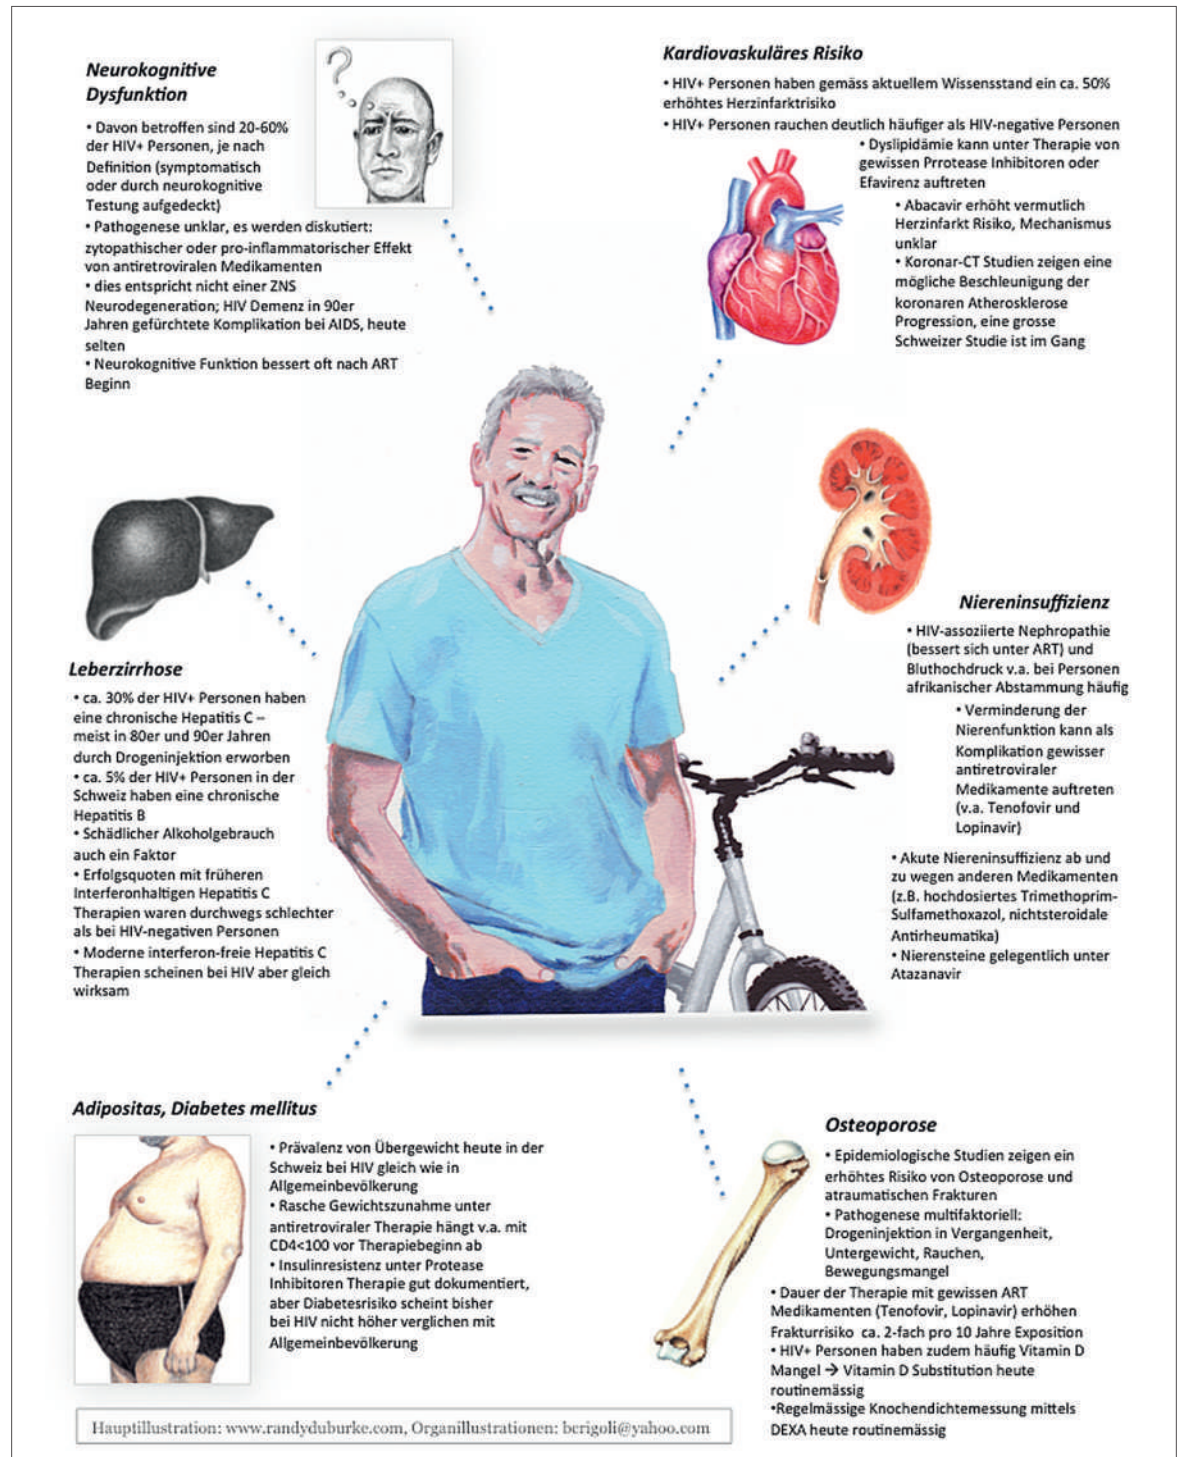 Neurokognitive
Dysfunktion
• Davon betroffen sind 20-60%
der HIV+ Personen, je nach
Definition (symptomatisch
oder durch neurokognitive
Testung aufgedeckt)
• Pathogenese unklar, es werden diskutiert:
zytopathischer oder pro-inflammatorischer Effekt
von antiretroviralen Medikamenten
• dies entspricht nicht einer ZNS
Neurodegeneration; HIV Demenz in 90er
Jahren gefürchtete Komplikation bei AIDS, heute
selten
• Neurokognitive Funktion bessert oft nach ART
Beginn
Kardiovaskuläres Risiko
• HIV+ Personen haben gemäss aktuellem Wissensstand ein ca. 50%
erhöhtes Herzinfarktrisiko
• HIV+ Personen rauchen deutlich häufiger als HIV-negative Personen
• Dyslipidämie kann unter Therapie von
gewissen Prrotease Inhibitoren oder
Efavirenz auftreten
• Abacavir erhöht vermutlich
Herzinfarkt Risiko, Mechanismus
unklar
• Koronar-CT Studien zeigen eine
mögliche Beschleunigung der
koronaren Atherosklerose
Progression, eine grosse
Schweizer Studie ist im Gang
Leberzirrhose
• ca. 30% der HIV+ Personen haben
eine chronische Hepatitis C –
meist in 80er und 90er Jahren
durch Drogeninjektion erworben
• ca. 5% der HIV+ Personen in der
Schweiz haben eine chronische
Hepatitis B
• Schädlicher Alkoholgebrauch
auch ein Faktor
• Erfolgsquoten mit früheren
Interferonhaltigen Hepatitis C
Therapien waren durchwegs schlechter
als bei HIV-negativen Personen
• Moderne interferon-freie Hepatitis C
Therapien scheinen bei HIV aber gleich
wirksam
Niereninsuffizienz
• HIV-assoziierte Nephropathie
(bessert sich unter ART) und
Bluthochdruck v.a. bei Personen
afrikanischer Abstammung häufig
• Verminderung der
Nierenfunktion kann als
Komplikation gewisser
antiretroviraler
Medikamente auftreten
(v.a. Tenofovir und
Lopinavir)
• Akute Niereninsuffizienz ab und
zu wegen anderen Medikamenten
(z.B. hochdosiertes Trimethoprim-
Sulfamethoxazol, nichtsteroidale
Antirheumatika)
• Nierensteine gelegentlich unter
Atazanavir
Adipositas, Diabetes mellitus
• Prävalenz von Übergewicht heute in der
Schweiz bei HIV gleich wie in
Allgemeinbevölkerung
• Rasche Gewichtszunahme unter
antiretroviraler Therapie hängt v.a. mit
CD4<100 vor Therapiebeginn ab
• Insulinresistenz unter Protease
Inhibitoren Therapie gut dokumentiert,
aber Diabetesrisiko scheint bisher
bei HIV nicht höher verglichen mit
Allgemeinbevölkerung
Osteoporose
• Epidemiologische Studien zeigen ein
erhöhtes Risiko von Osteoporose und
atraumatischen Frakturen
• Pathogenese multifaktoriell:
Drogeninjektion in Vergangenheit,
Untergewicht, Rauchen,
Bewegungsmangel
• Dauer der Therapie mit gewissen ART
Medikamenten (Tenofovir, Lopinavir) erhöhen
Frakturrisiko ca. 2-fach pro 10 Jahre Exposition
• HIV+ Personen haben zudem häufig Vitamin D
Mangel → Vitamin D Substitution heute
routinemässig
•Regelmässige Knochendichtemessung mittels
DEXA heute routinemässig
Hauptillustration: www.randyduburke.com, Organillustrationen: berigoli@yahoo.com